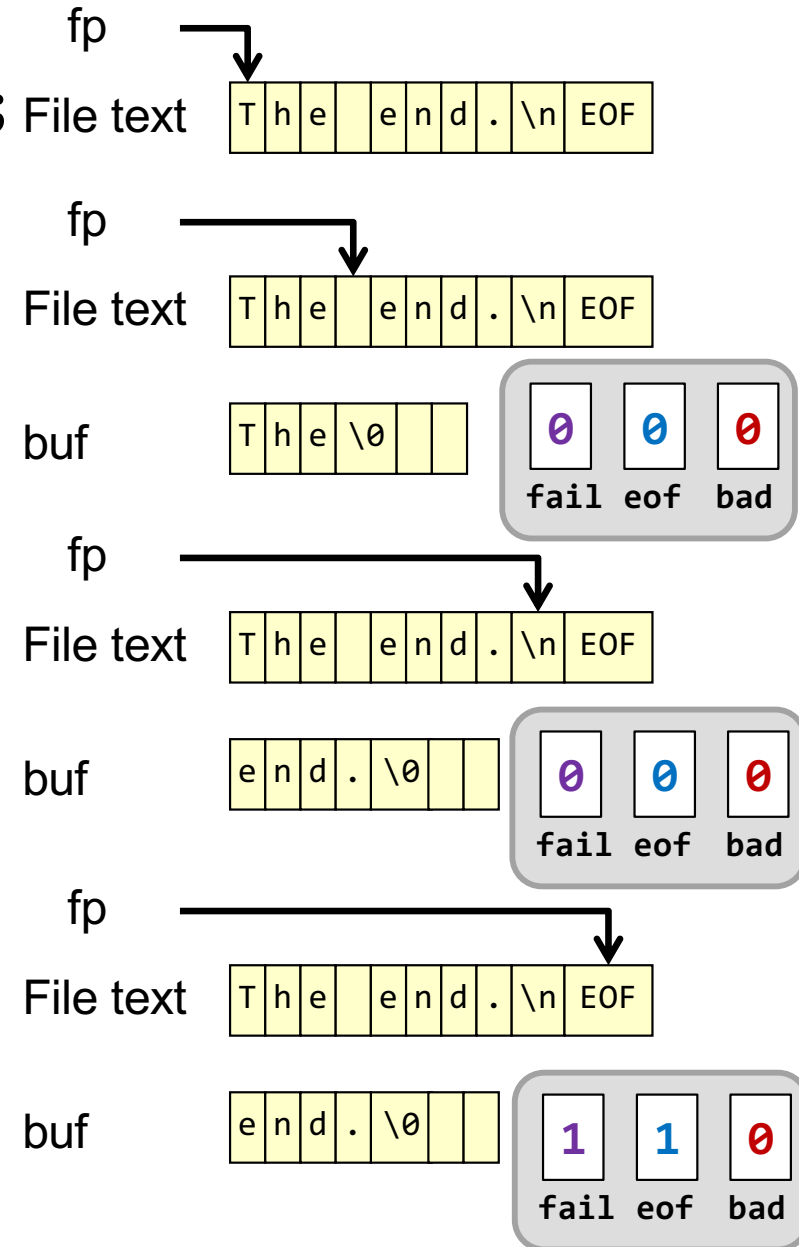 fp
; File text T h e e n d . \n EOF
fp
File text T h e e n d . \n EOF
buf T h e \0 0 0 0
fail eof bad
fp
File text T h e e n d . \n EOF
buf e n d . \0 0 0 0
fail eof bad
fp
File text T h e e n d . \n EOF
buf e n d . \0 1 1 0
fail eof bad